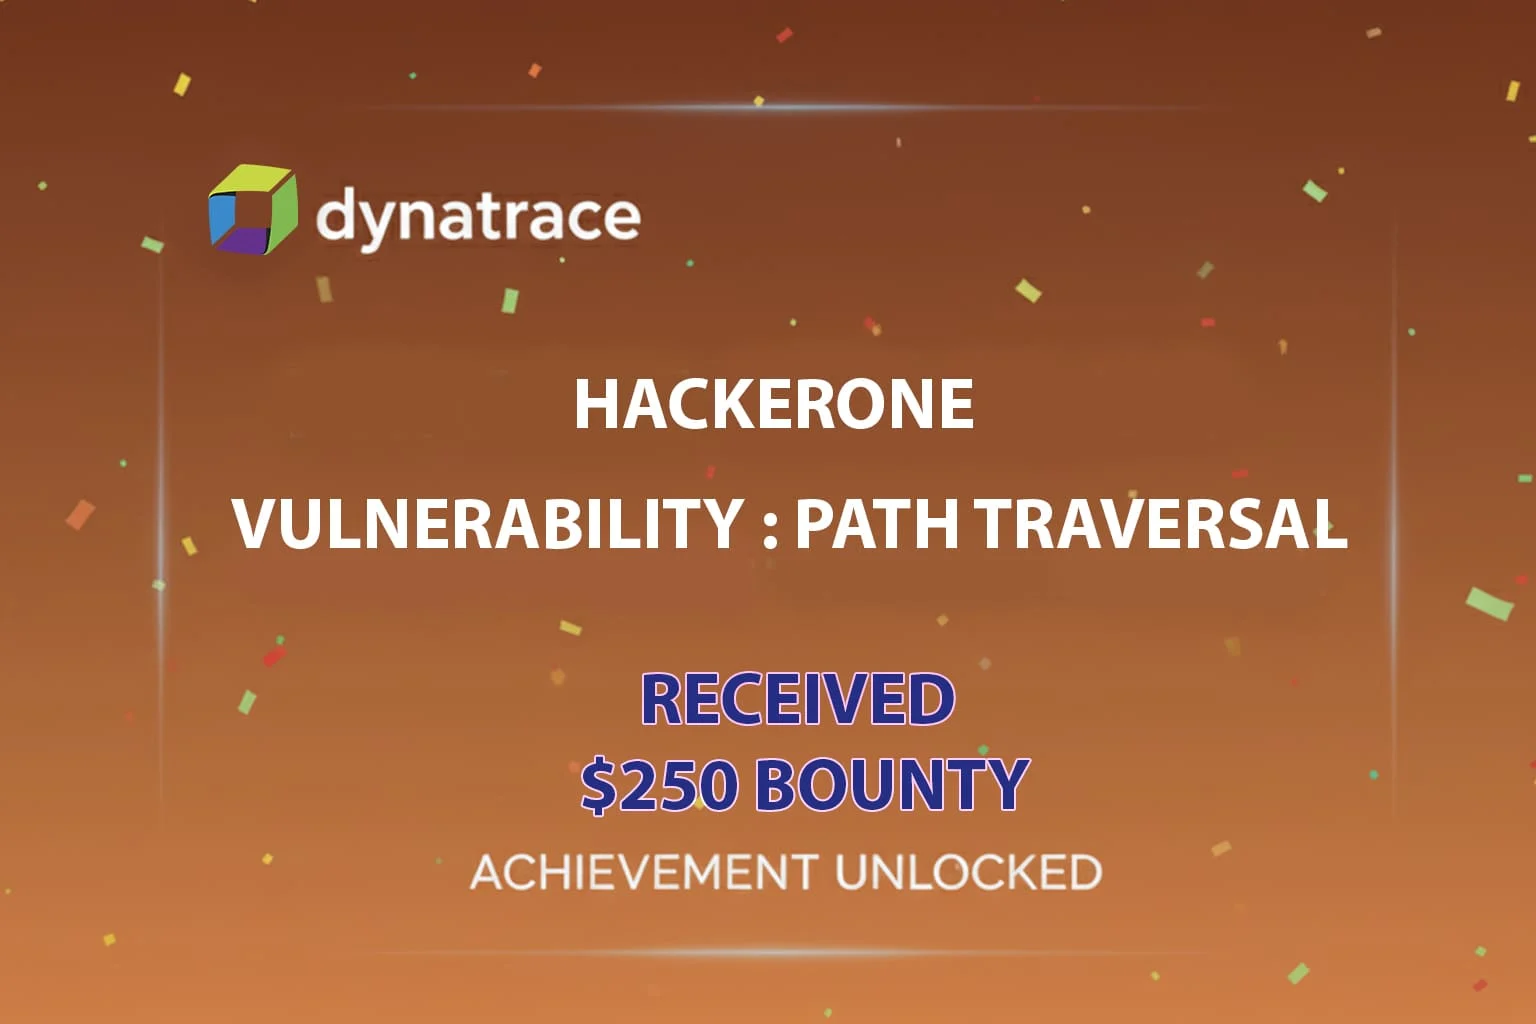 dynatrace
HACKERONE
VULNERABILITY : PATH TRAVERSAL
RECEIVED
$250 BOUNTY
ACHIEVEMENT UNLOCKED